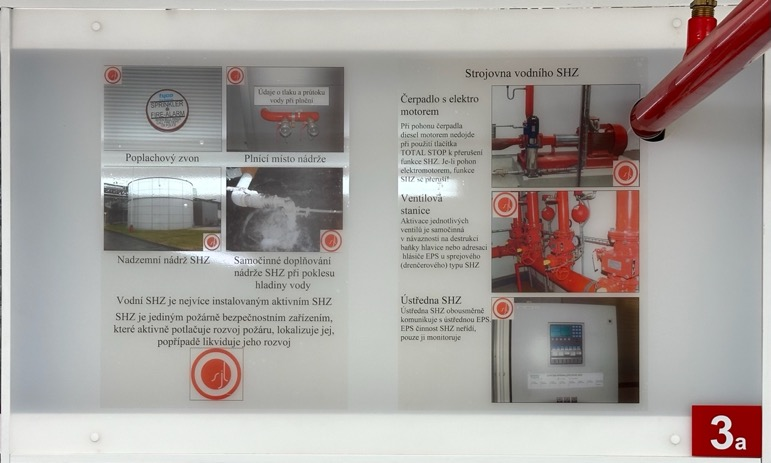 SPRINKLER
FIRE-ALARM
Údaje o tlaku a průtoku
vody při plnění
Poplachový zvon
Plnící místo nádrže
Nadzemní nádrž SHZ
Samočinné doplňování
nádrže SHZ při poklesu
hladiny vody
Vodní SHZ je nejvíce instalovaným aktivním SHZ
SHZ je jediným požárně bezpečnostním zařízením,
které aktivně potlačuje rozvoj požáru, lokalizuje jej,
popřípadě likviduje jeho rozvoj
Strojovna vodního SHZ
Čerpadlo s elektro
motorem
Při pohonu čerpadla
diesel motorem nedojde
při použití tlačítka
TOTAL STOP k přerušení
funkce SHZ. Je-li pohon
elektromotorem, funkce
SHZ se přeruší!
Ventilová
stanice
Aktivace jednotlivých
ventilů je samočinná
v návaznosti na destrukci
baňky hlavice nebo adresaci
hlásiče EPS u sprejového
(drenčerového) typu SHZ
Ústředna SHZ
Ústředna SHZ obousměrně
komunikuje s ústřednou EPS,
EPS činnost SHZ neřídí,
pouze ji monitoruje
3a